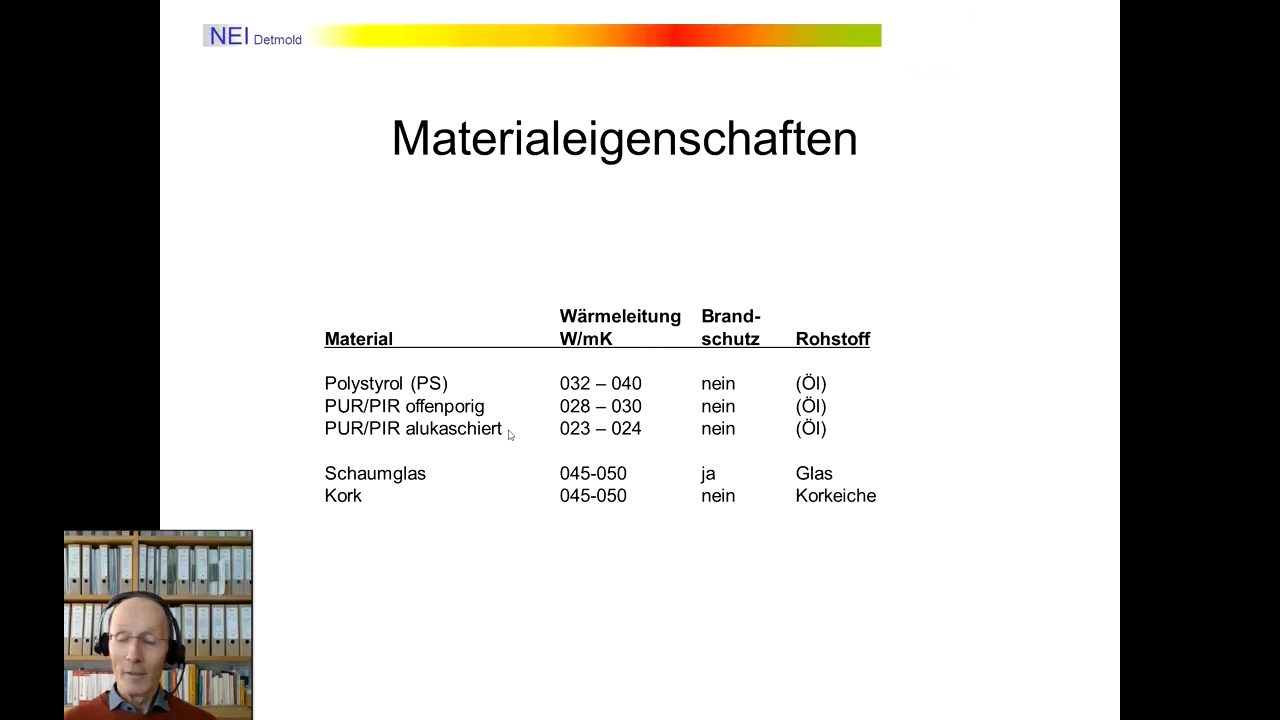 NEI Detmold
Materialeigenschaften
Wärmeleitung Brand-
Material W/mK schutz Rohstoff
Polystyrol (PS) 032 – 040 nein (Öl)
PUR/PIR offenporig 028 – 030 nein (Öl)
PUR/PIR alukaschiert 023 – 024 nein (Öl)
Schaumglas 045-050 ja Glas
Kork 045-050 nein Korkeiche